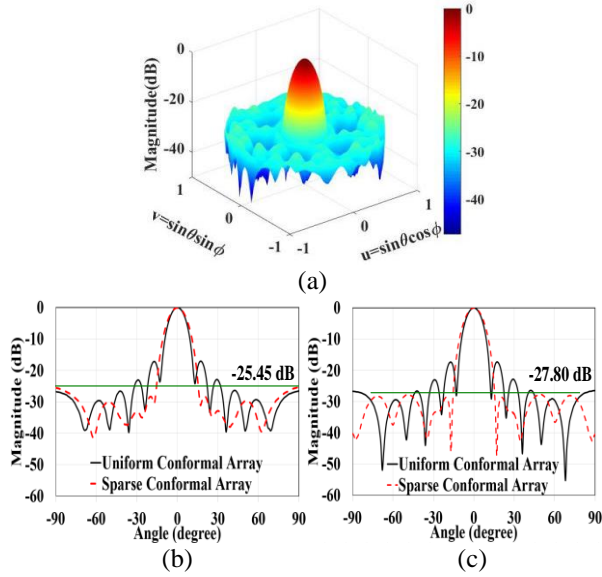 0
-20
-40
Magnitude(dB)
1
0
-1
v=sinθsinϕ
-1
0
1
u=sinθcosϕ
0
-10
-20
-30
-40
(a)
0
-10
-20
-30
-40
-50
-60
Magnitude (dB)
-25.45 dB
Uniform Conformal Array
Sparse Conformal Array
-90 -60 -30 0 30 60 90
Angle (degree)
(b)
0
-10
-20
-30
-40
-50
-60
Magnitude (dB)
-27.80 dB
Uniform Conformal Array
Sparse Conformal Array
-90 -60 -30 0 30 60 90
Angle (degree)
(c)